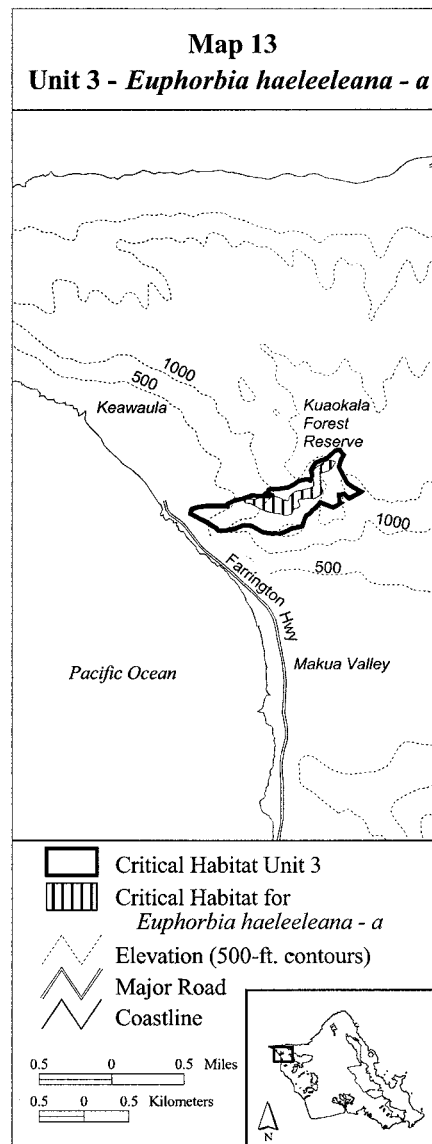 Map 13
Unit 3 - Euphorbia haeleeleana - a
1000
500
Keawaula
Kuaokala
Forest
Reserve
1000
500
Farrington Hwy
Makua Valley
Pacific Ocean
Critical Habitat Unit 3
Critical Habitat for
Euphorbia haeleeleana - a
Elevation (500-ft. contours)
Major Road
Coastline
0.5 0 0.5 Miles
0.5 0 0.5 Kilometers
N